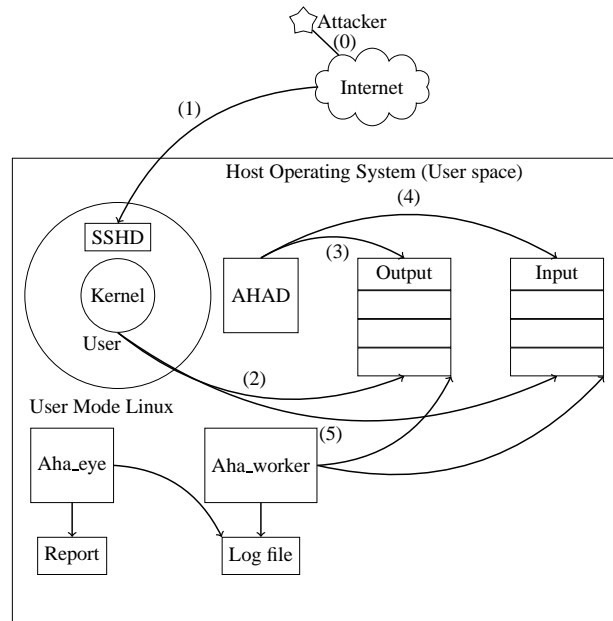 Attacker
(0)
Internet
(1)
Host Operating System (User space)
(4)
SSHD
(3)
Output
Input
Kernel
AHAD
User
(2)
User Mode Linux
(5)
Aha_eye
Aha_worker
Report
Log file